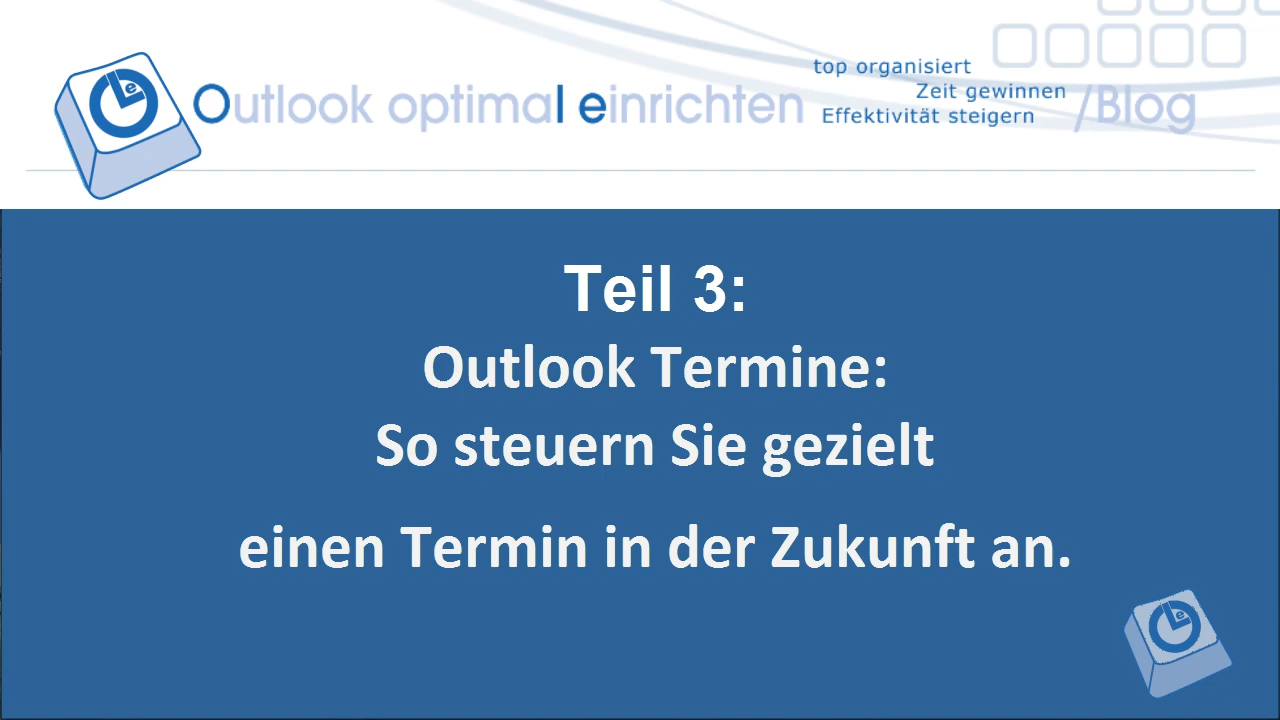 Outlook optimal einrichten
top organisiert
Zeit gewinnen
Effektivität steigern
/Blog
Teil 3:
Outlook Termine:
So steuern Sie gezielt
einen Termin in der Zukunft an.